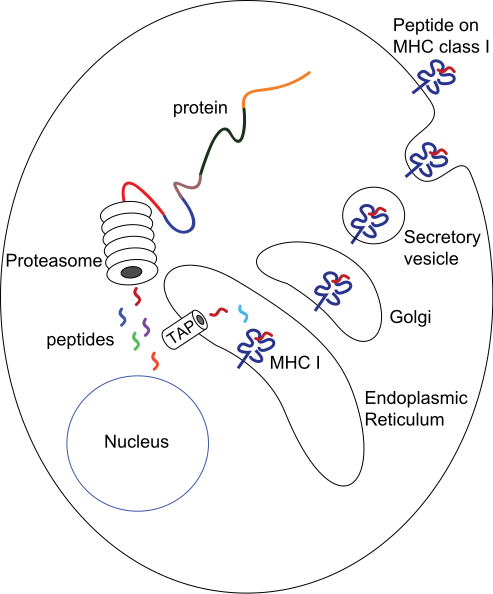 Peptide on
MHC class I
protein
Proteasome
Secretory
vesicle
Golgi
peptides
TAP
MHC I
Endoplasmic
Reticulum
Nucleus